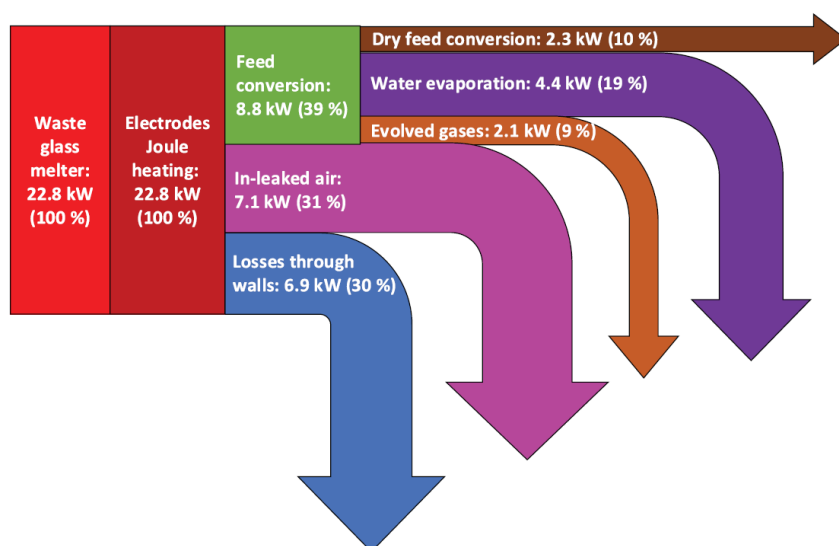 Waste
glass
melter:
22.8 kW
(100 %)
Electrodes
Joule
heating:
22.8 kW
(100 %)
Feed
conversion:
8.8 kW (39 %)
Dry feed conversion: 2.3 kW (10 %)
Water evaporation: 4.4 kW (19 %)
Evolved gases: 2.1 kW (9 %)
In-leaked air:
7.1 kW (31 %)
Losses through
walls: 6.9 kW (30 %)